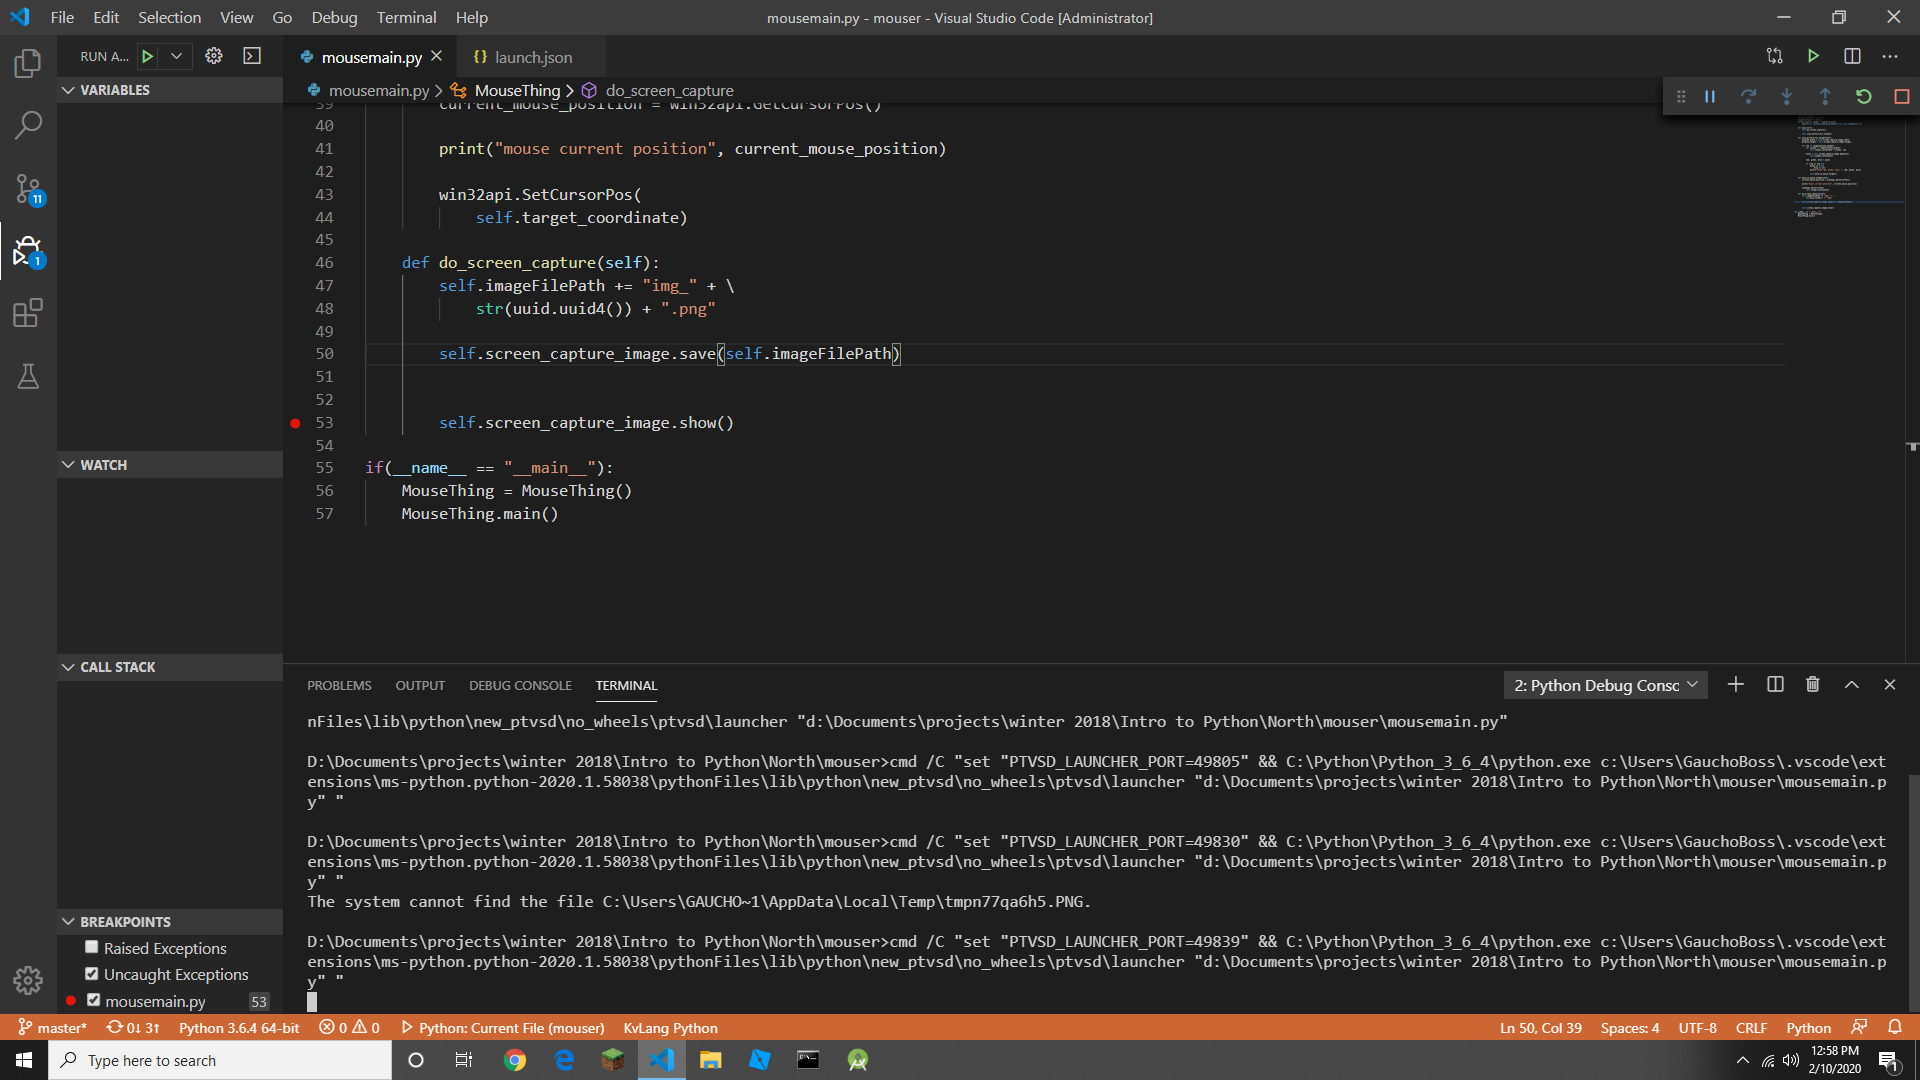 File Edit Selection View Go Debug Terminal Help
mousemain.py - mouser - Visual Studio Code [Administrator]
RUN A...
mousemain.py
{} launch.json
mousemain.py > MouseThing > do_screen_capture
VARIABLES
39 current_mouse_position = win32api.GetCursorPos()
40
41 print("mouse current position", current_mouse_position)
42
43 win32api.SetCursorPos(
44 self.target_coordinate)
45
46 def do_screen_capture(self):
47 self.imageFilePath += "img_" + \
48 str(uuid.uuid4()) + ".png"
49
50 self.screen_capture_image.save(self.imageFilePath)
51
52
53 self.screen_capture_image.show()
54
55 if(__name__ == "__main__"):
56 MouseThing = MouseThing()
57 MouseThing.main()
11
1
WATCH
CALL STACK
BREAKPOINTS
Raised Exceptions
Uncaught Exceptions
mousemain.py 53
PROBLEMS OUTPUT DEBUG CONSOLE TERMINAL
2: Python Debug Consc
nFiles\lib\python\new_ptvsd\no_wheels\ptvsd\launcher "d:\Documents\projects\winter 2018\Intro to Python\North\mouser\mousemain.py"
D:\Documents\projects\winter 2018\Intro to Python\North\mouser>cmd /C "set "PTVSD_LAUNCHER_PORT=49805" && C:\Python\Python_3_6_4\python.exe c:\Users\GauchoBoss\.vscode\ext
ensions\ms-python.python-2020.1.58038\pythonFiles\lib\python\new_ptvsd\no_wheels\ptvsd\launcher "d:\Documents\projects\winter 2018\Intro to Python\North\mouser\mousemain.p
y" "
D:\Documents\projects\winter 2018\Intro to Python\North\mouser>cmd /C "set "PTVSD_LAUNCHER_PORT=49830" && C:\Python\Python_3_6_4\python.exe c:\Users\GauchoBoss\.vscode\ext
ensions\ms-python.python-2020.1.58038\pythonFiles\lib\python\new_ptvsd\no_wheels\ptvsd\launcher "d:\Documents\projects\winter 2018\Intro to Python\North\mouser\mousemain.p
y" "
The system cannot find the file C:\Users\GAUCHO~1\AppData\Local\Temp\tmpn77qa6h5.PNG.
D:\Documents\projects\winter 2018\Intro to Python\North\mouser>cmd /C "set "PTVSD_LAUNCHER_PORT=49839" && C:\Python\Python_3_6_4\python.exe c:\Users\GauchoBoss\.vscode\ext
ensions\ms-python.python-2020.1.58038\pythonFiles\lib\python\new_ptvsd\no_wheels\ptvsd\launcher "d:\Documents\projects\winter 2018\Intro to Python\North\mouser\mousemain.p
y" "
master* 0↓ 3↑ Python 3.6.4 64-bit 0 0 Python: Current File (mouser) KvLang Python
Ln 50, Col 39 Spaces: 4 UTF-8 CRLF Python
Type here to search
12:58 PM
2/10/2020
1